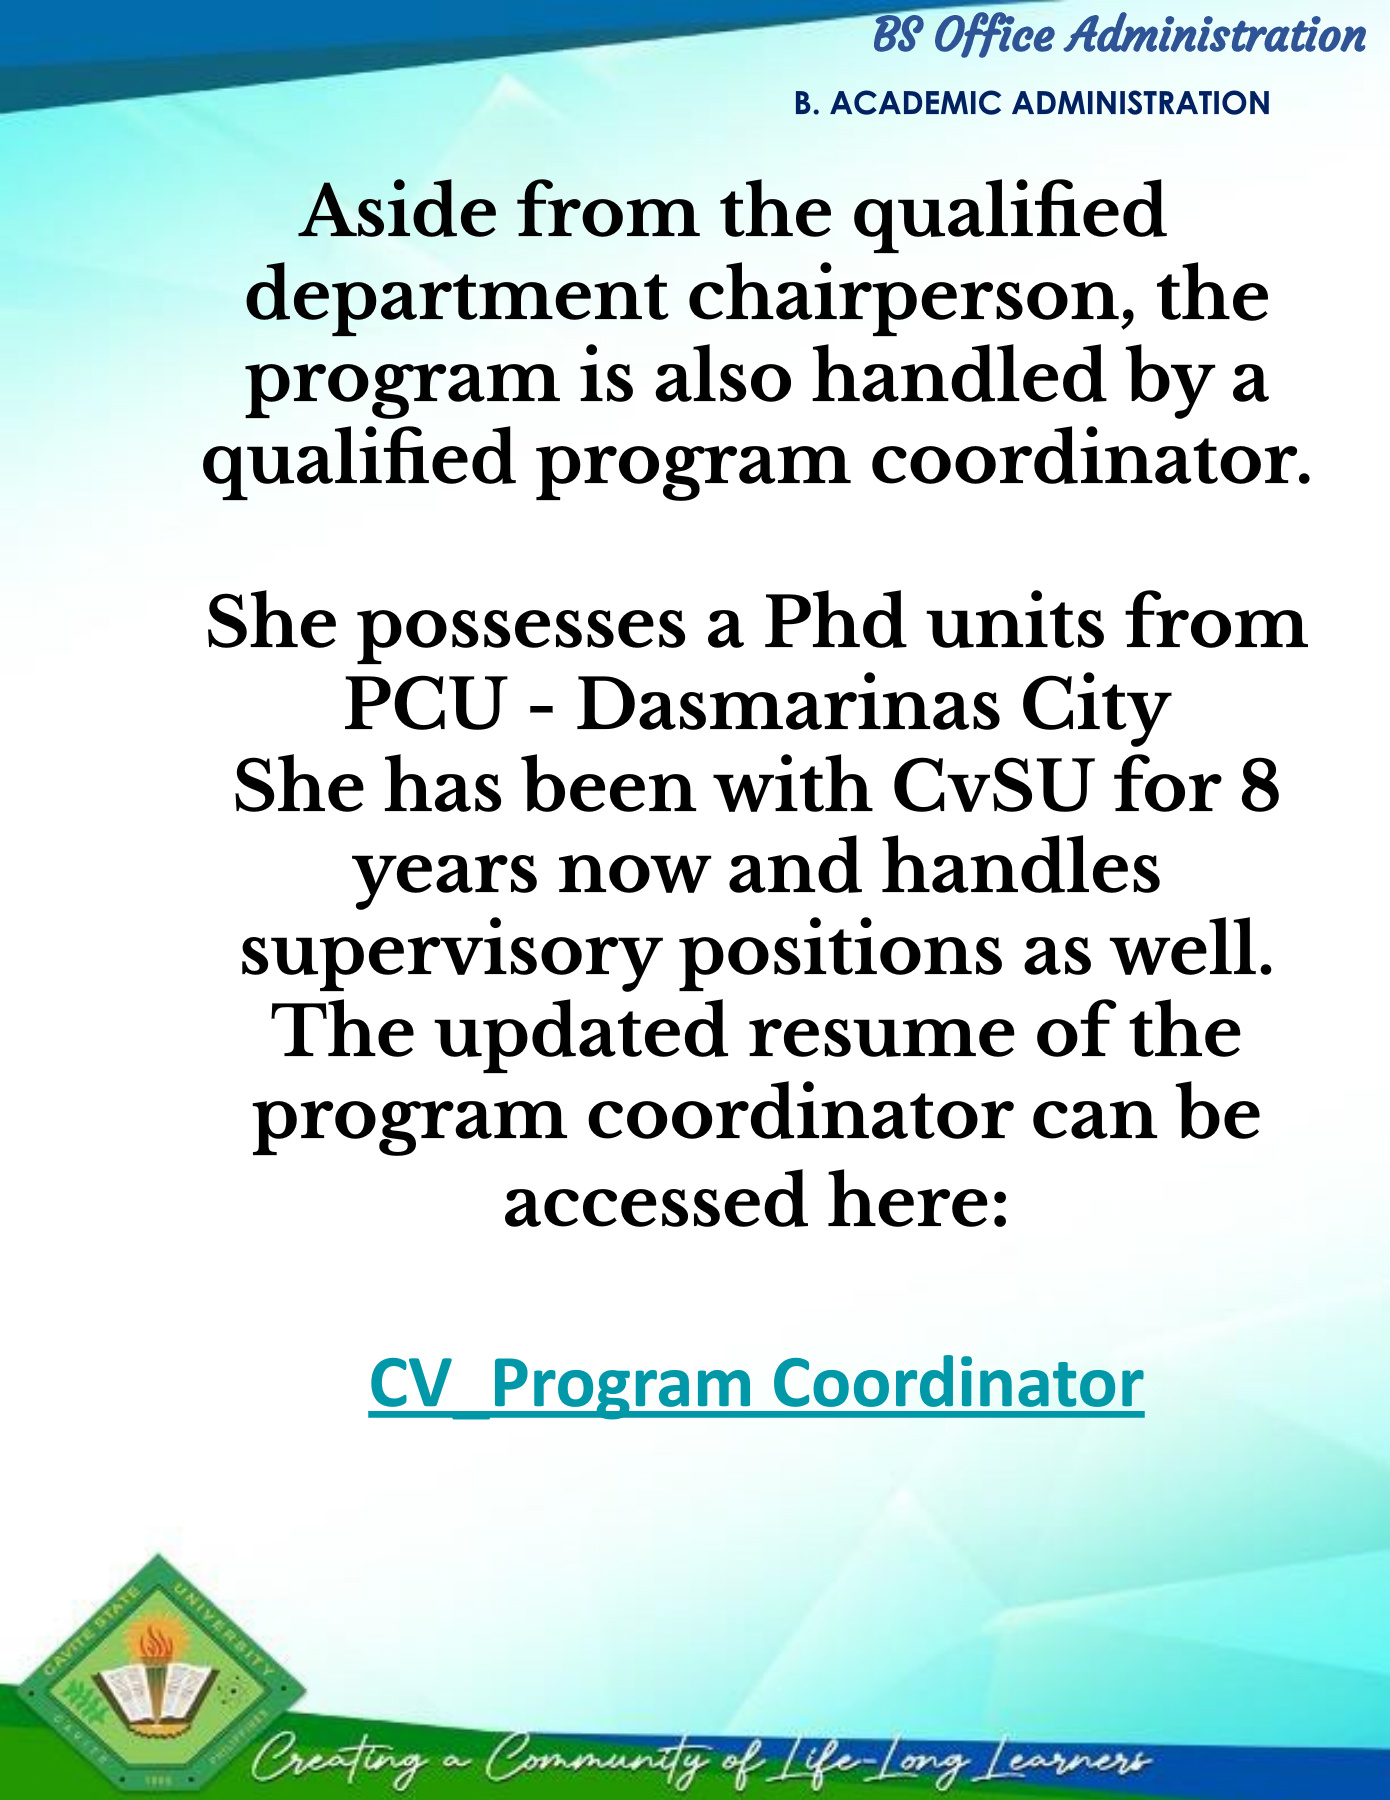 BS Office Administration
B. ACADEMIC ADMINISTRATION
Aside from the qualified
department chairperson, the
program is also handled by a
qualified program coordinator.
She possesses a Phd units from
PCU - Dasmarinas City
She has been with CvSU for 8
years now and handles
supervisory positions as well.
The updated resume of the
program coordinator can be
accessed here:
CV_Program Coordinator
CAVITE STATE UNIVERSITY
CAVITE
PHILIPPINES
1906
Creating a Community of Life-Long Learners